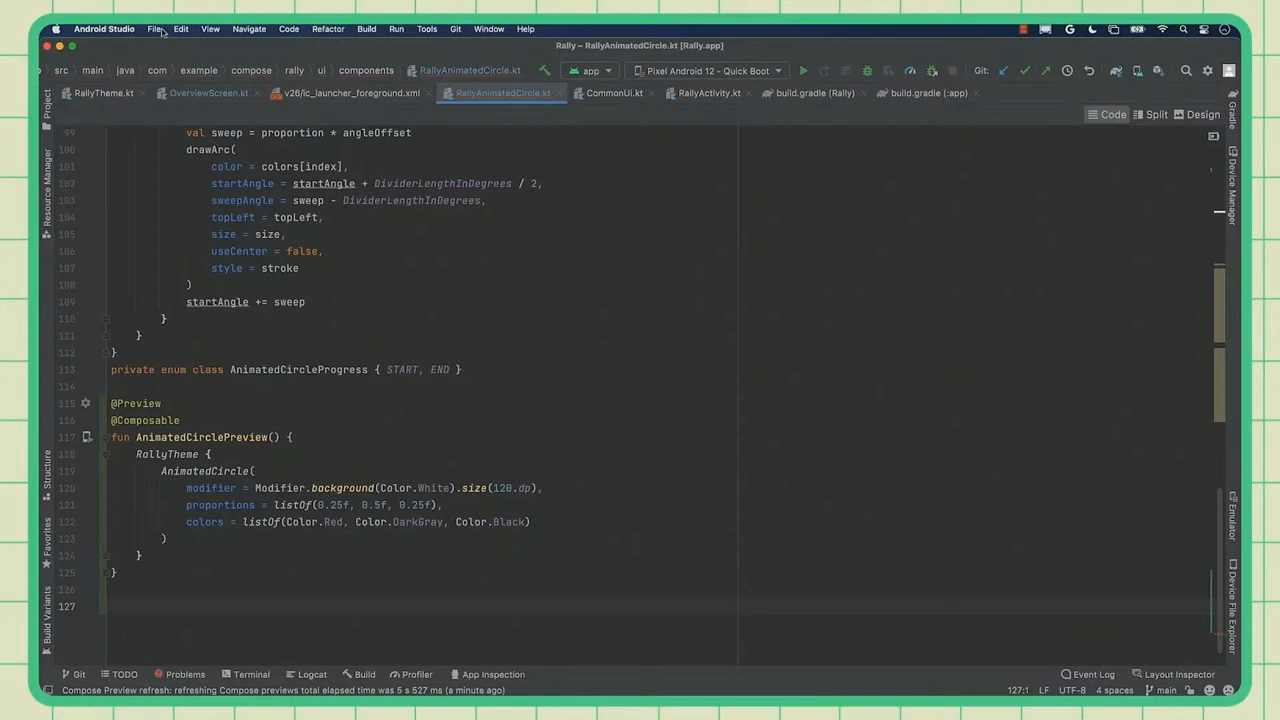 Android Studio File Edit View Navigate Code Refactor Build Run Tools Git Window Help
Rally – RallyAnimatedCircle.kt [Rally.app]
src main java com example compose rally ui components RallyAnimatedCircle.kt app Pixel Android 12 - Quick Boot Git:
RallyTheme.kt OverviewScreen.kt v26/ic_launcher_foreground.xml RallyAnimatedCircle.kt CommonUi.kt RallyActivity.kt build.gradle (Rally) build.gradle (:app)
Code Split Design
Project
Resource Manager
Structure
Favorites
Build Variants
99 val sweep = proportion * angleOffset
100 drawArc(
101 color = colors[index],
102 startAngle = startAngle + DividerLengthInDegrees / 2,
103 sweepAngle = sweep - DividerLengthInDegrees,
104 topLeft = topLeft,
105 size = size,
106 useCenter = false,
107 style = stroke
108 )
109 startAngle += sweep
110 }
111 }
112 }
113 private enum class AnimatedCircleProgress { START, END }
114
115 @Preview
116 @Composable
117 fun AnimatedCirclePreview() {
118 RallyTheme {
119 AnimatedCircle(
120 modifier = Modifier.background(Color.White).size(120.dp),
121 proportions = listOf(0.25f, 0.5f, 0.25f),
122 colors = listOf(Color.Red, Color.DarkGray, Color.Black)
123 )
124 }
125 }
126
127
Gradle
Device Manager
Emulator
Device File Explorer
Git TODO Problems Terminal Logcat Build Profiler App Inspection Event Log Layout Inspector
Compose Preview refresh: refreshing Compose previews total elapsed time was 5 s 527 ms (a minute ago) 127:1 LF UTF-8 4 spaces main